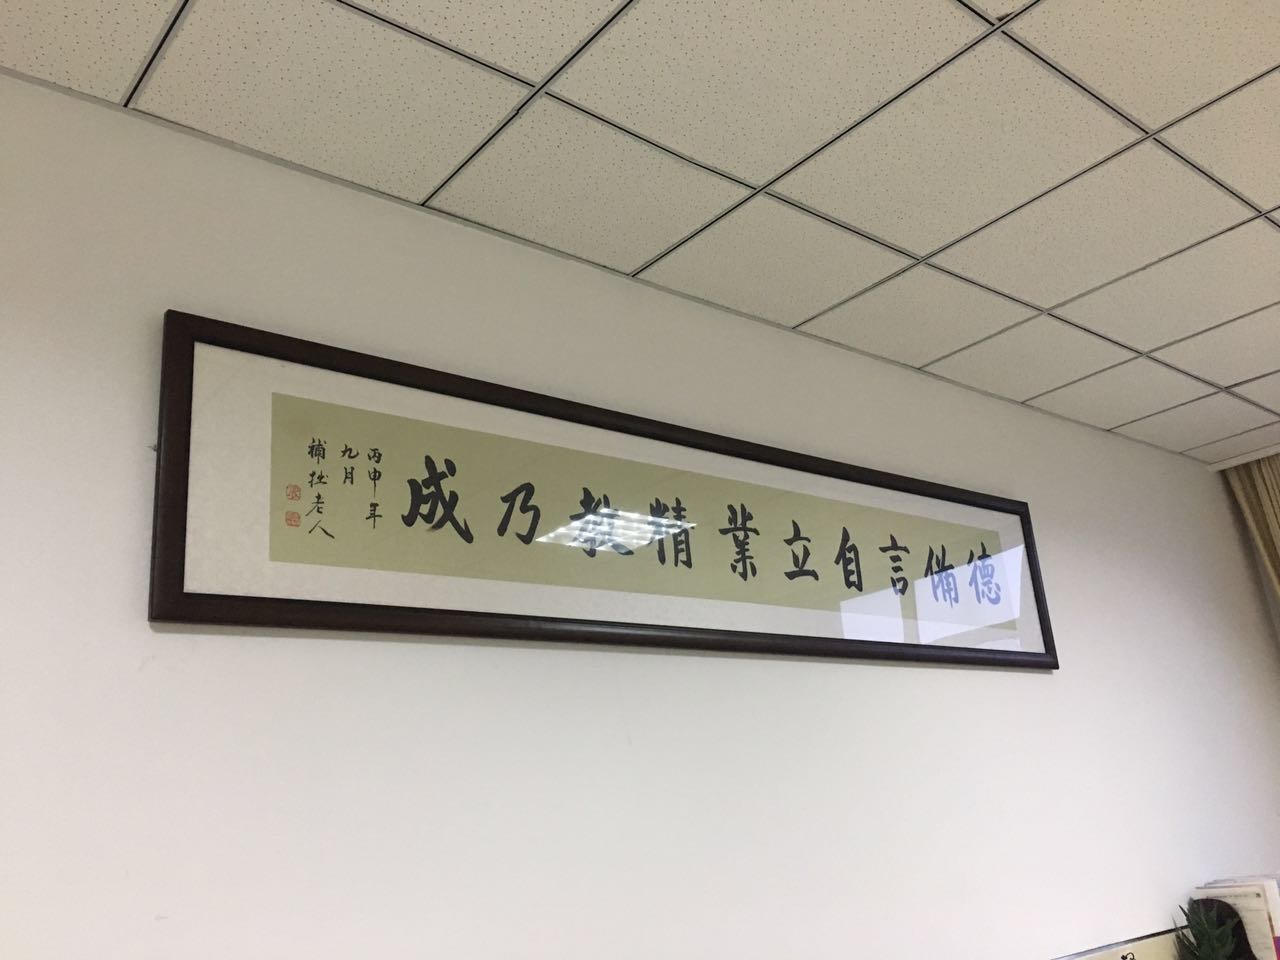 德備言自立業精教乃成
丙申年
九月
補拙老人